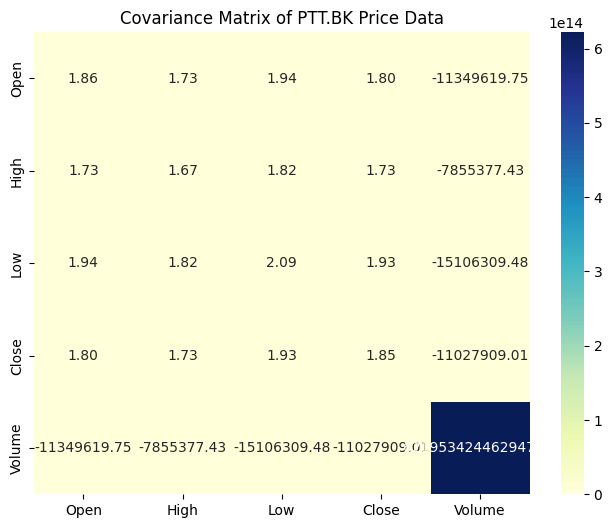 Covariance Matrix of PTT.BK Price Data
1e14
Open 1.86 1.73 1.94 1.80 -11349619.75
High 1.73 1.67 1.82 1.73 -7855377.43
Low 1.94 1.82 2.09 1.93 -15106309.48
Close 1.80 1.73 1.93 1.85 -11027909.01
Volume -11349619.75 -7855377.43 -15106309.48 -11027909.01
Open High Low Close Volume
6
5
4
3
2
1
0